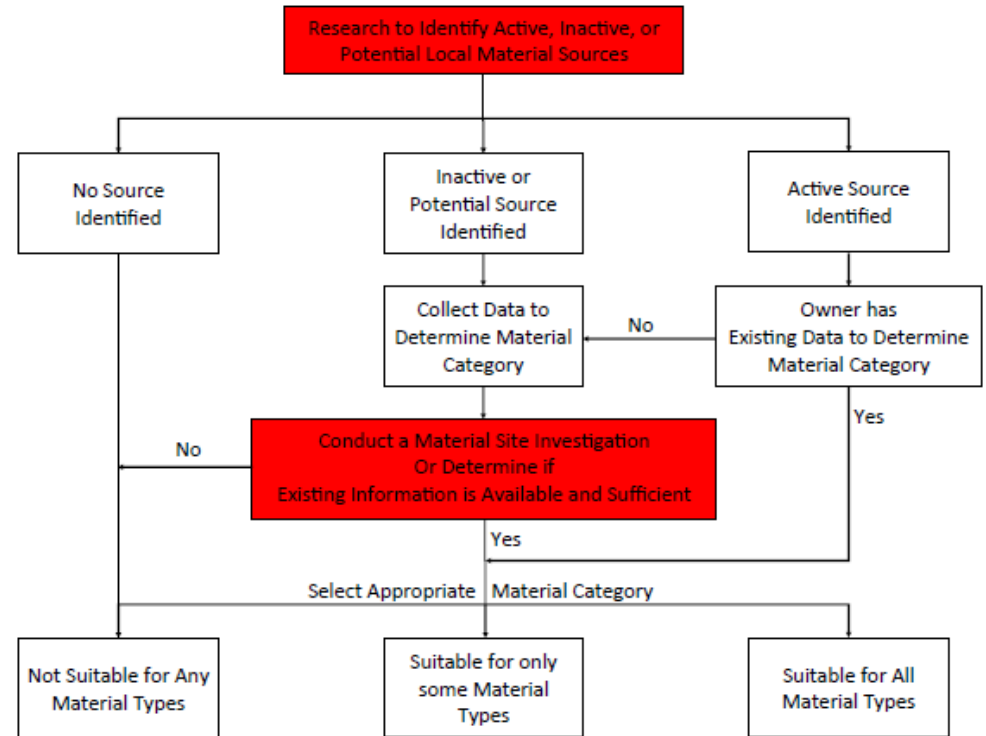 Research to Identify Active, Inactive, or
Potential Local Material Sources
No Source
Identified
Inactive or
Potential Source
Identified
Active Source
Identified
Collect Data to
Determine Material
Category
No
Owner has
Existing Data to Determine
Material Category
Yes
Conduct a Material Site Investigation
Or Determine if
Existing Information is Available and Sufficient
No
Yes
Select Appropriate Material Category
Not Suitable for Any
Material Types
Suitable for only
some Material
Types
Suitable for All
Material Types